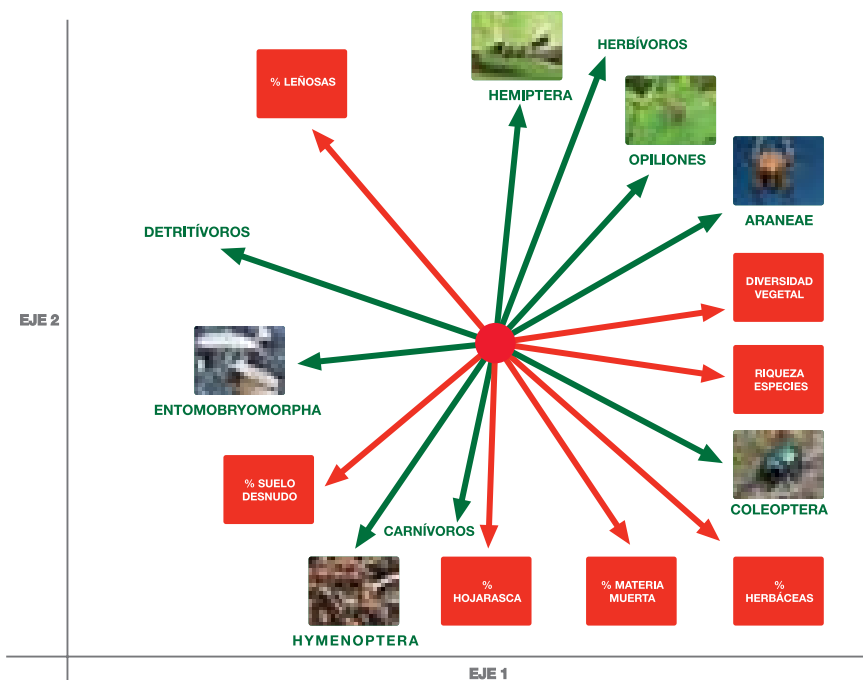 HERBÍVOROS
% LEÑOSAS
HEMIPTERA
OPILIONES
ARANEAE
DETRITÍVOROS
DIVERSIDAD
VEGETAL
EJE 2
RIQUEZA
ESPECÍES
ENTOMOBRYOMORPHA
% SUELO
DESNUDO
COLEOPTERA
CARNÍVOROS
%
HOJARASCA
% MATERIA
MUERTA
%
HERBÁCEAS
HYMENOPTERA
EJE 1